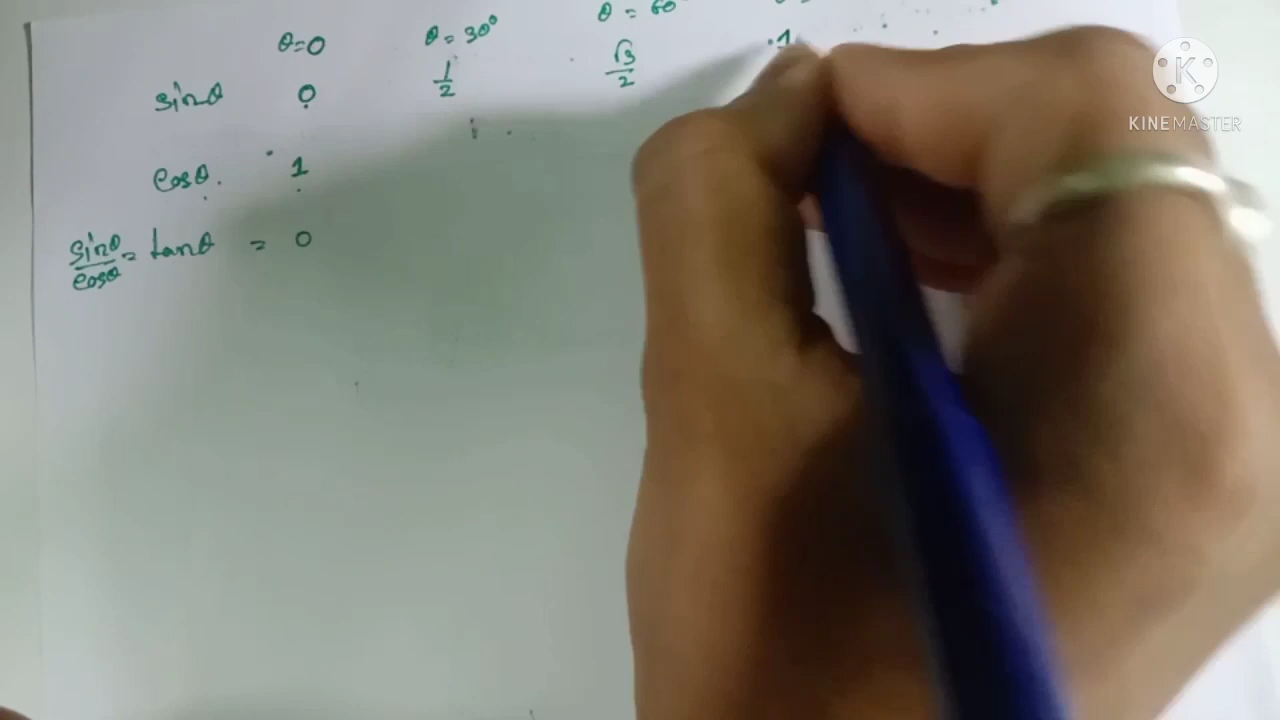 θ=0 θ=30° θ=60
sinθ 0 1/2 √3/2 1
cosθ. 1
sinθ/cosθ = tanθ = 0
K
KINEMASTER